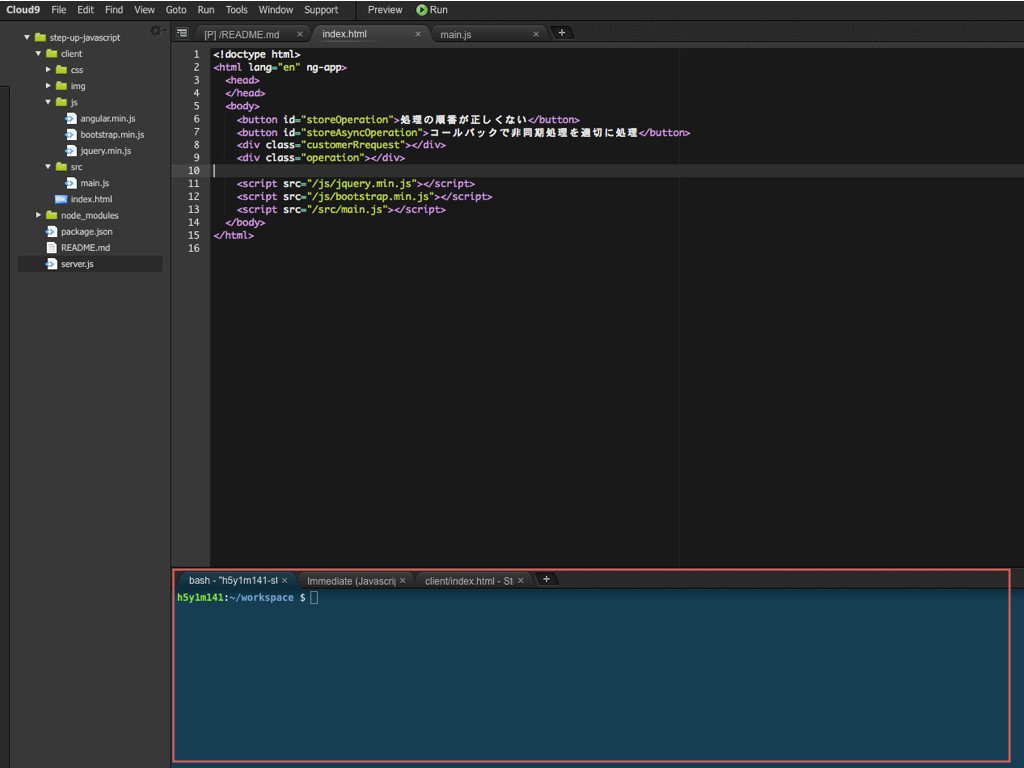 Cloud9 File Edit Find View Goto Run Tools Window Support Preview Run
step-up-javascript
client
css
img
js
angular.min.js
bootstrap.min.js
jquery.min.js
src
main.js
index.html
node_modules
package.json
README.md
server.js
[P] /README.md × index.html × main.js × +
1 <!doctype html>
2 <html lang="en" ng-app>
3 <head>
4 </head>
5 <body>
6 <button id="storeOperation">処理の順番が正しくない</button>
7 <button id="storeAsyncOperation">コールバックで非同期処理を適切に処理</button>
8 <div class="customerRrequest"></div>
9 <div class="operation"></div>
10
11 <script src="/js/jquery.min.js"></script>
12 <script src="/js/bootstrap.min.js"></script>
13 <script src="/src/main.js"></script>
14 </body>
15 </html>
16
bash - "h5y1m141-sl × Immediate (Javascrip × client/index.html - St × +
h5y1m141:~/workspace $